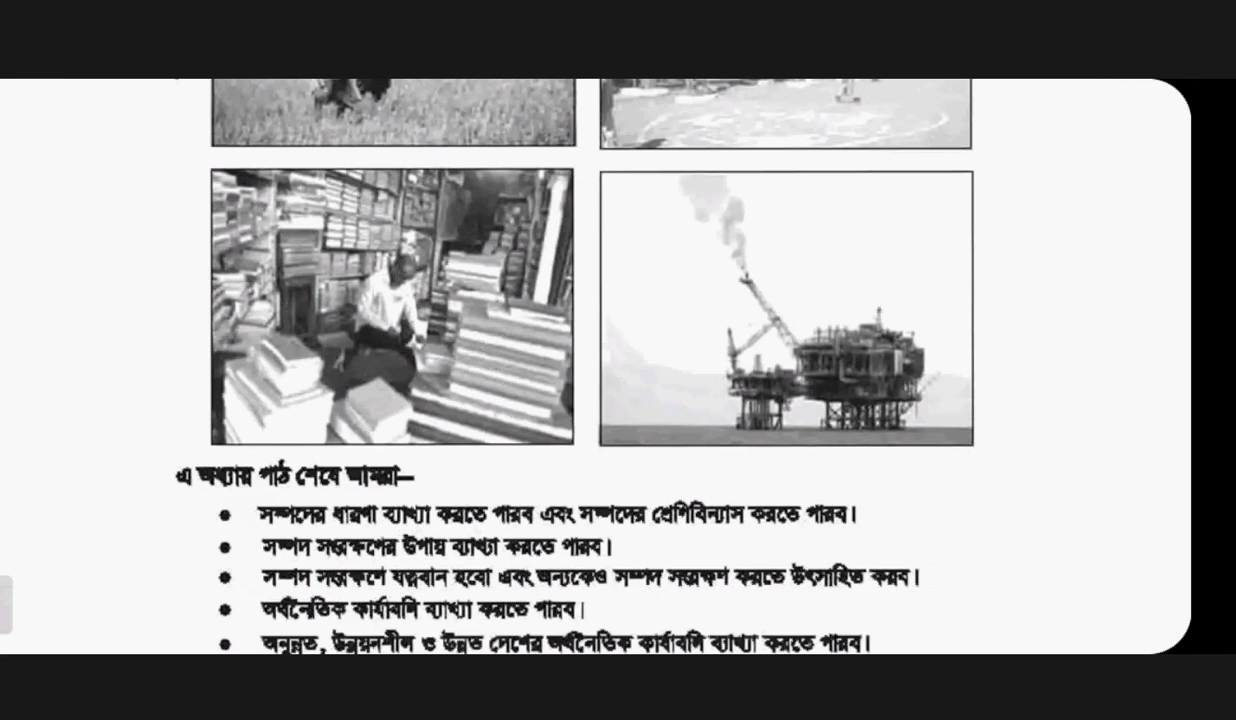 এ অধ্যায় পাঠ শেষে আমরা—
● সম্পদের ধারণা ব্যাখ্যা করতে পারব এবং সম্পদের শ্রেণিবিন্যাস করতে পারব।
● সম্পদ সংরক্ষণের উপায় ব্যাখ্যা করতে পারব।
● সম্পদ সংরক্ষণে যত্নবান হবো এবং অন্যকেও সম্পদ সংরক্ষণ করতে উৎসাহিত করব।
● অর্থনৈতিক কার্যাবলি ব্যাখ্যা করতে পারব।
● অনুন্নত, উন্নয়নশীল ও উন্নত দেশের অর্থনৈতিক কার্যাবলি ব্যাখ্যা করতে পারব।